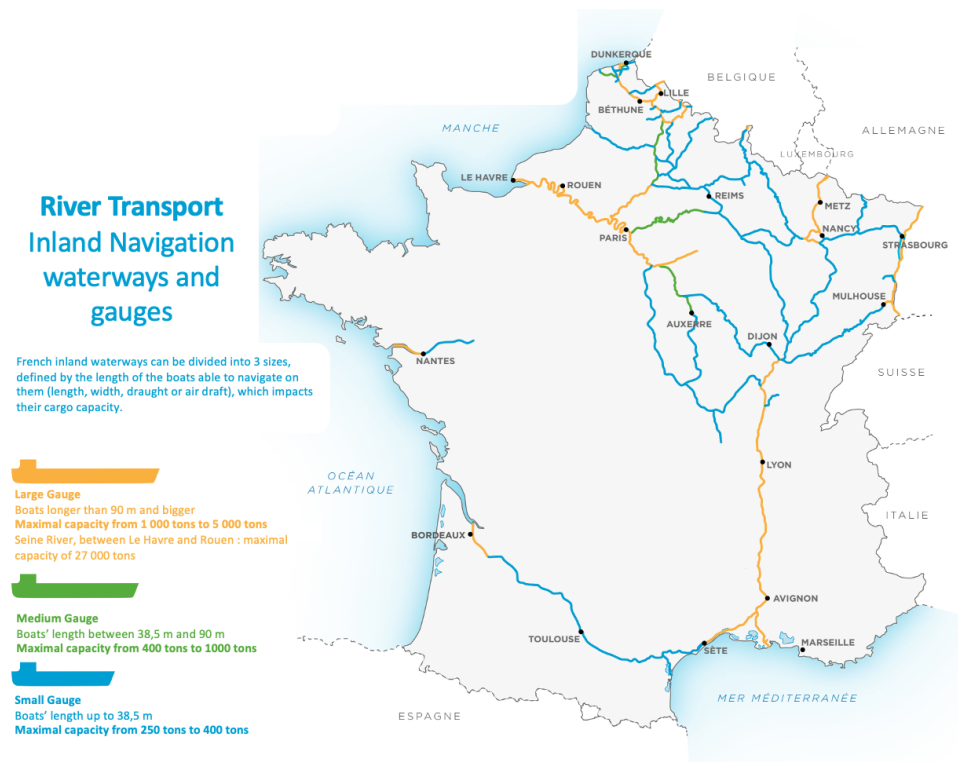 River Transport
Inland Navigation
waterways and
gauges
French inland waterways can be divided into 3 sizes,
defined by the length of the boats able to navigate on
them (length, width, draught or air draft), which impacts
their cargo capacity.
Large Gauge
Boats longer than 90 m and bigger
Maximal capacity from 1 000 tons to 5 000 tons
Seine River, between Le Havre and Rouen : maximal
capacity of 27 000 tons
Medium Gauge
Boats' length between 38,5 m and 90 m
Maximal capacity from 400 tons to 1000 tons
Small Gauge
Boats' length up to 38,5 m
Maximal capacity from 250 tons to 400 tons
DUNKERQUE
BELGIQUE
LILLE
BÉTHUNE
MANCHE
ALLEMAGNE
LUXEMBOURG
LE HAVRE
ROUEN
REIMS
METZ
PARIS
NANCY
STRASBOURG
MULHOUSE
AUXERRE
DIJON
NANTES
SUISSE
LYON
OCÉAN
ATLANTIQUE
ITALIE
BORDEAUX
AVIGNON
TOULOUSE
SÈTE
MARSEILLE
MER MÉDITERRANÉE
ESPAGNE